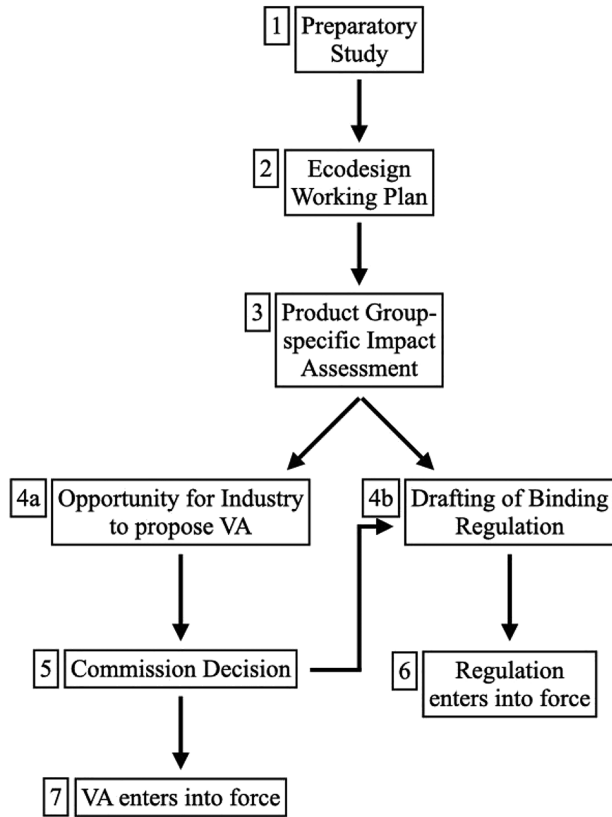 1
Preparatory
Study
2
Ecodesign
Working Plan
3
Product Group-
specific Impact
Assessment
4a
Opportunity for Industry
to propose VA
4b
Drafting of Binding
Regulation
5
Commission Decision
6
Regulation
enters into force
7
VA enters into force